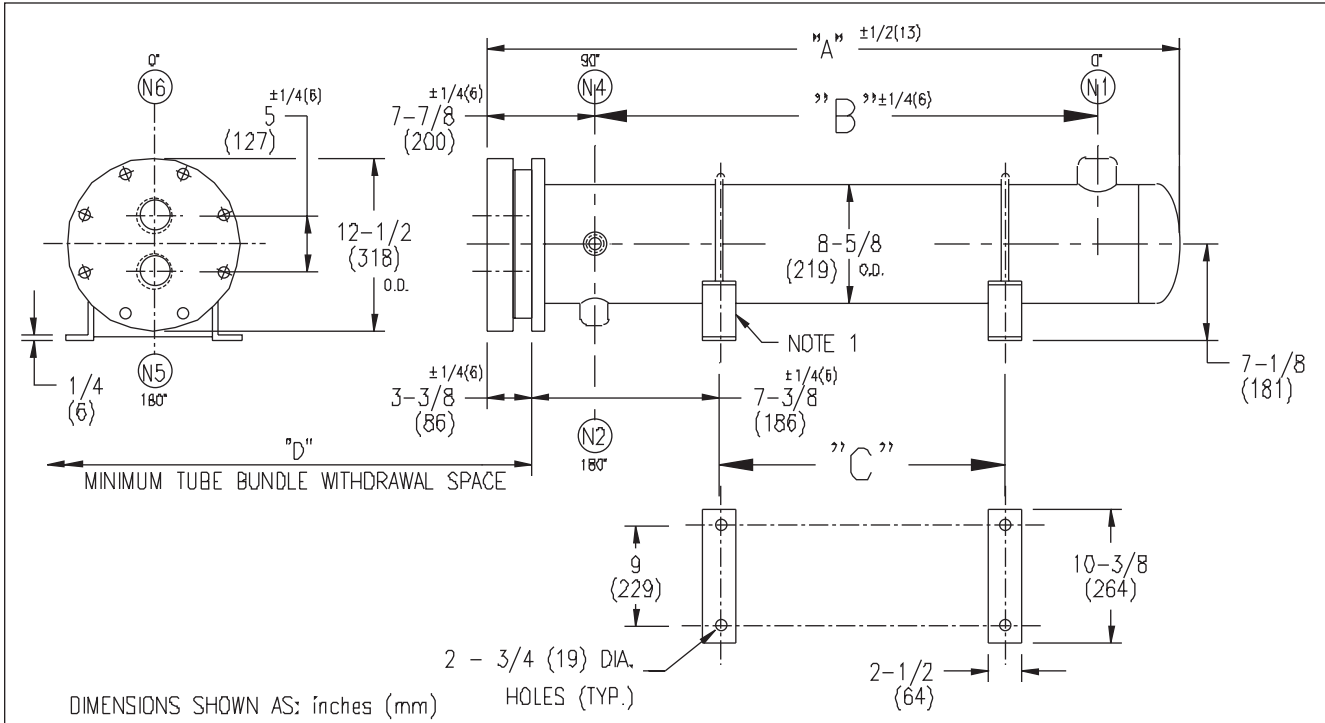 "A" ±1/2(13)
0°
N6
±1/4(6)
5
(127)
±1/4(6)
7-7/8
(200)
90°
N4
"B" ±1/4(6)
0°
N1
12-1/2
(318)
O.D.
8-5/8
(219) O.D.
NOTE 1
7-1/8
(181)
1/4
(6)
N5
180°
±1/4(6)
3-3/8
(86)
±1/4(6)
7-3/8
(186)
N2
180°
"D"
MINIMUM TUBE BUNDLE WITHDRAWAL SPACE
"C"
9
(229)
10-3/8
(264)
2 - 3/4 (19) DIA.
HOLES (TYP.)
2-1/2
(64)
DIMENSIONS SHOWN AS: inches (mm)